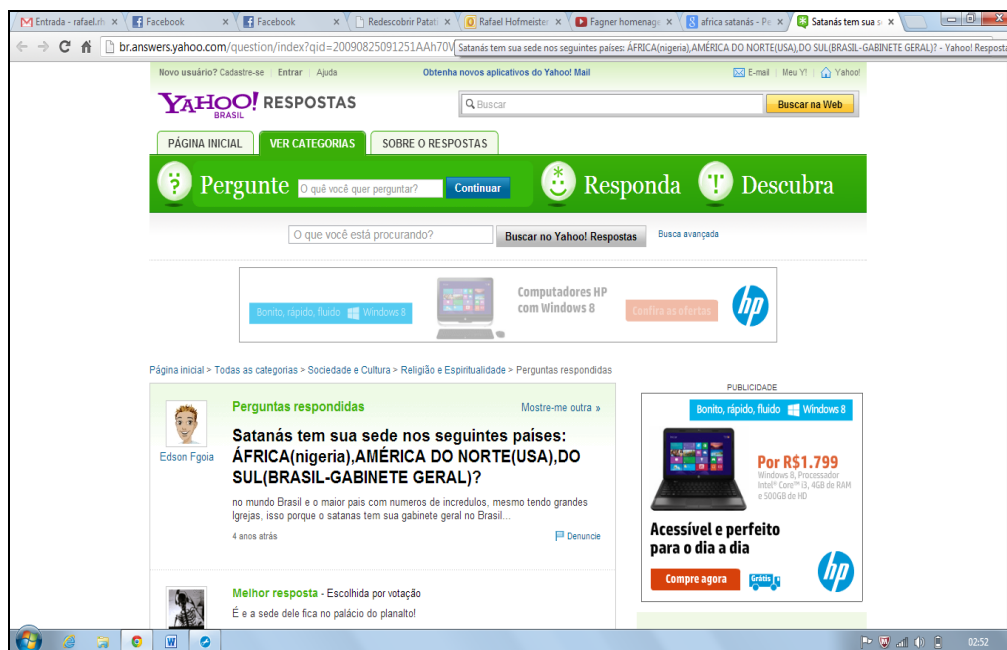 Entrada - rafael.rh
Facebook
Facebook
Redescobrir Patati
Rafael Hofmeister
Fagner homenage
africa satanás - Pe
Satanás tem sua s
br.answers.yahoo.com/question/index?qid=20090825091251AAh70V
Satanás tem sua sede nos seguintes países: ÁFRICA(nigeria),AMÉRICA DO NORTE(USA),DO SUL(BRASIL-GABINETE GERAL)? - Yahoo! Respost
Novo usuário? Cadastre-se Entrar Ajuda
Obtenha novos aplicativos do Yahoo! Mail
E-mail Meu Y! Yahoo!
YAHOO! RESPOSTAS
BRASIL
Buscar
Buscar na Web
PÁGINA INICIAL
VER CATEGORIAS
SOBRE O RESPOSTAS
Pergunte
O quê você quer perguntar?
Continuar
Responda
Descubra
O que você está procurando?
Buscar no Yahoo! Respostas
Busca avançada
Bonito, rápido, fluido Windows 8
Computadores HP
com Windows 8
Confira as ofertas
hp
Página inicial > Todas as categorias > Sociedade e Cultura > Religião e Espiritualidade > Perguntas respondidas
Edson Fgoia
Perguntas respondidas
Mostre-me outra »
Satanás tem sua sede nos seguintes países:
ÁFRICA(nigeria),AMÉRICA DO NORTE(USA),DO
SUL(BRASIL-GABINETE GERAL)?
no mundo Brasil e o maior pais com numeros de incredulos, mesmo tendo grandes
Igrejas, isso porque o satanas tem sua gabinete geral no Brasil...
4 anos atrás
Denuncie
Melhor resposta - Escolhida por votação
É e a sede dele fica no palácio do planalto!
PUBLICIDADE
Bonito, rápido, fluido Windows 8
Por R$1.799
Windows 8, Processador
Intel® Core™ i3, 4GB de RAM
e 500GB de HD
Acessível e perfeito
para o dia a dia
Compre agora
Grátis
hp
02:52